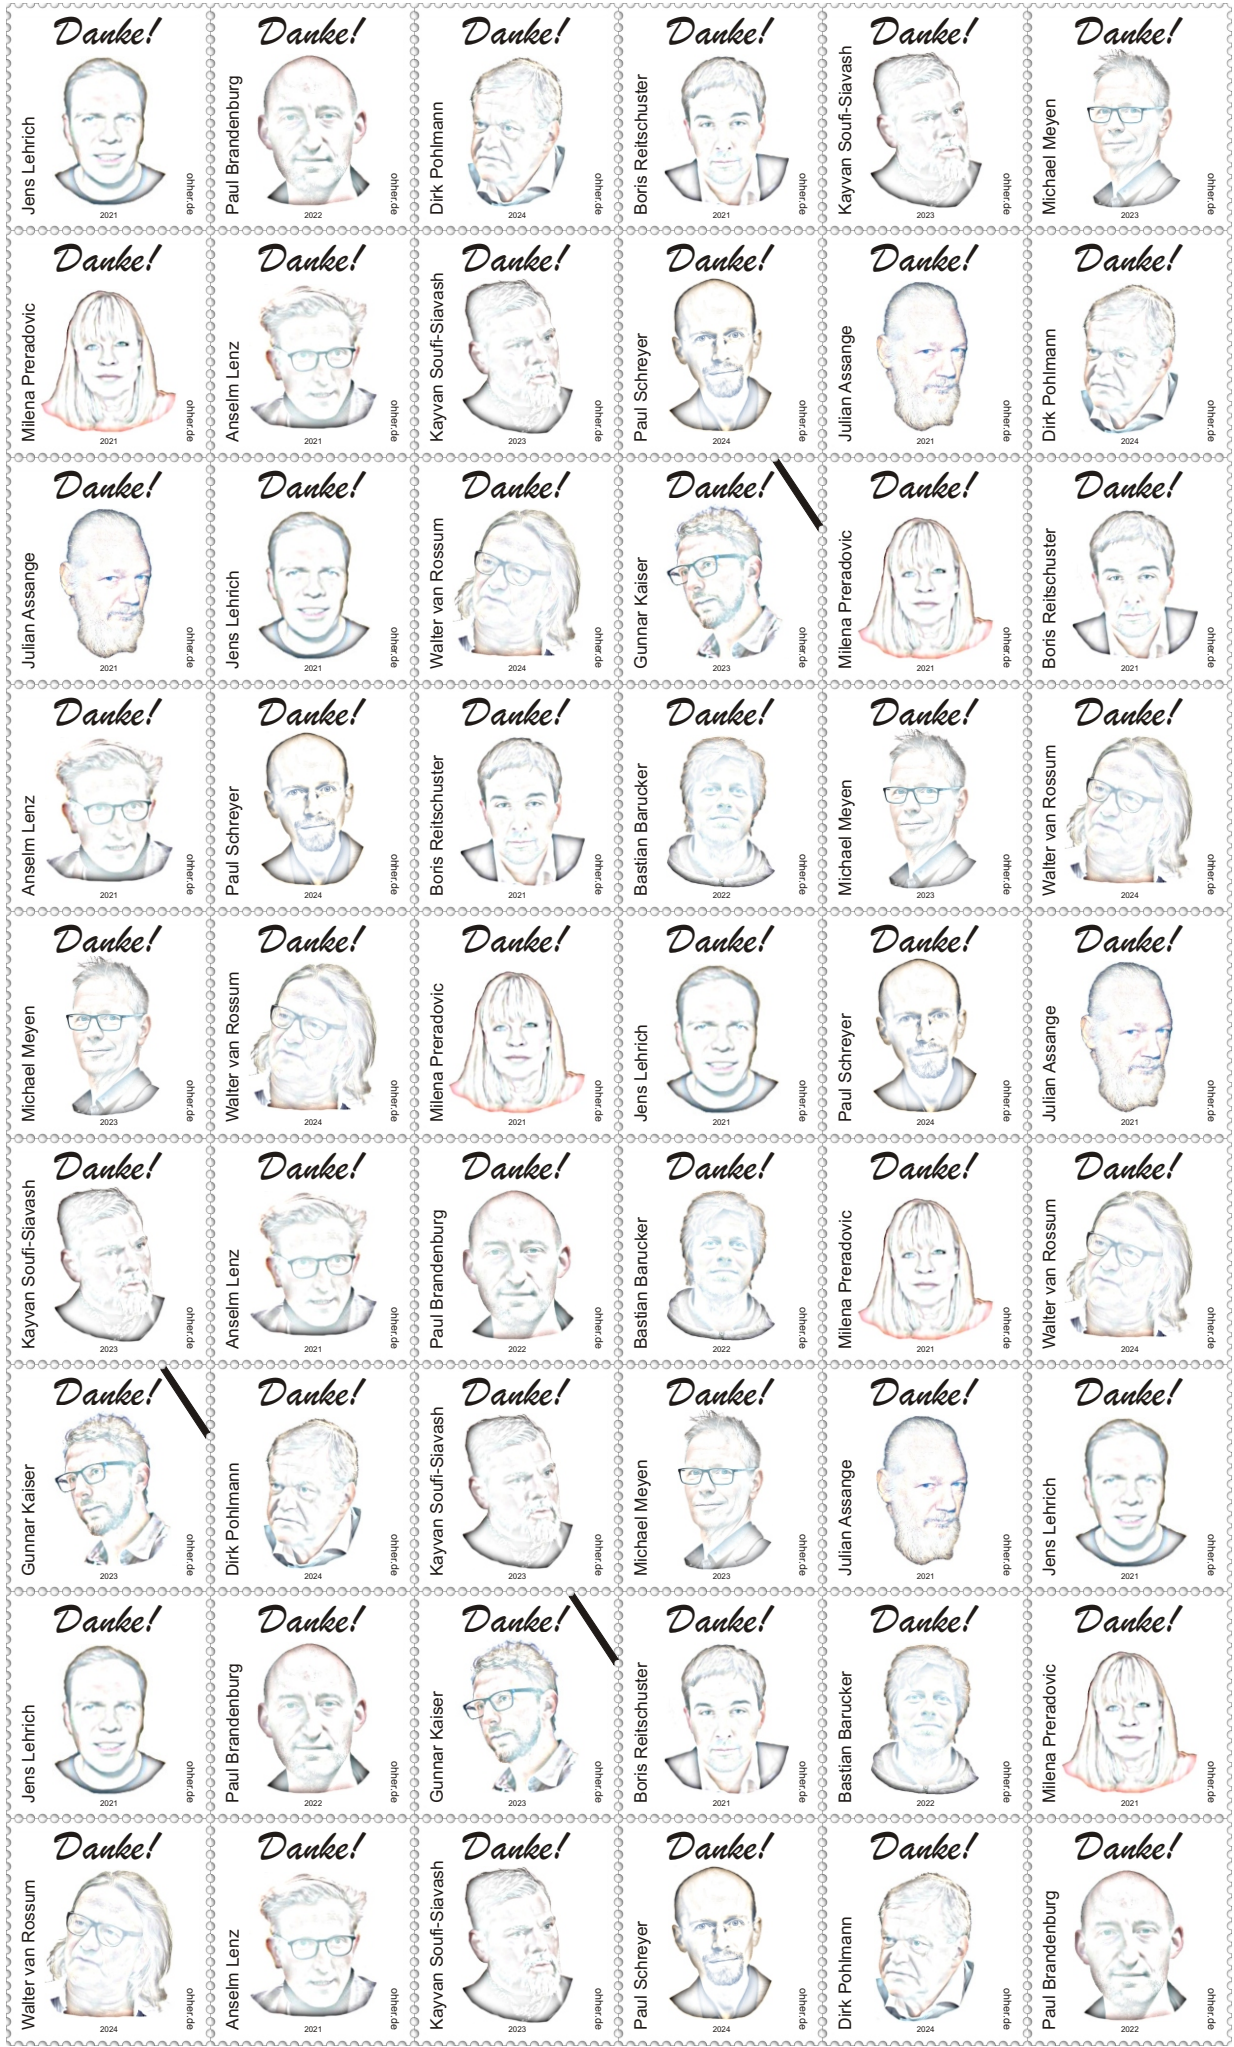 Danke!
Jens Lehrich
2021
ohher.de
Danke!
Paul Brandenburg
2022
ohher.de
Danke!
Dirk Pohlmann
2024
ohher.de
Danke!
Boris Reitschuster
2021
ohher.de
Danke!
Kayvan Soufi-Siavash
2023
ohher.de
Danke!
Michael Meyen
2023
ohher.de
Danke!
Milena Preradovic
2021
ohher.de
Danke!
Anselm Lenz
2021
ohher.de
Danke!
Kayvan Soufi-Siavash
2023
ohher.de
Danke!
Paul Schreyer
2024
ohher.de
Danke!
Julian Assange
2021
ohher.de
Danke!
Dirk Pohlmann
2024
ohher.de
Danke!
Julian Assange
2021
ohher.de
Danke!
Jens Lehrich
2021
ohher.de
Danke!
Walter van Rossum
2024
ohher.de
Danke!
Gunnar Kaiser
2023
ohher.de
Danke!
Milena Preradovic
2021
ohher.de
Danke!
Boris Reitschuster
2021
ohher.de
Danke!
Anselm Lenz
2021
ohher.de
Danke!
Paul Schreyer
2024
ohher.de
Danke!
Boris Reitschuster
2021
ohher.de
Danke!
Bastian Barucker
2022
ohher.de
Danke!
Michael Meyen
2023
ohher.de
Danke!
Walter van Rossum
2024
ohher.de
Danke!
Michael Meyen
2023
ohher.de
Danke!
Walter van Rossum
2024
ohher.de
Danke!
Milena Preradovic
2021
ohher.de
Danke!
Jens Lehrich
2021
ohher.de
Danke!
Paul Schreyer
2024
ohher.de
Danke!
Julian Assange
2021
ohher.de
Danke!
Kayvan Soufi-Siavash
2023
ohher.de
Danke!
Anselm Lenz
2021
ohher.de
Danke!
Paul Brandenburg
2022
ohher.de
Danke!
Bastian Barucker
2022
ohher.de
Danke!
Milena Preradovic
2021
ohher.de
Danke!
Walter van Rossum
2024
ohher.de
Danke!
Gunnar Kaiser
2023
ohher.de
Danke!
Dirk Pohlmann
2024
ohher.de
Danke!
Kayvan Soufi-Siavash
2023
ohher.de
Danke!
Michael Meyen
2023
ohher.de
Danke!
Julian Assange
2021
ohher.de
Danke!
Jens Lehrich
2021
ohher.de
Danke!
Jens Lehrich
2021
ohher.de
Danke!
Paul Brandenburg
2022
ohher.de
Danke!
Gunnar Kaiser
2023
ohher.de
Danke!
Boris Reitschuster
2021
ohher.de
Danke!
Bastian Barucker
2022
ohher.de
Danke!
Milena Preradovic
2021
ohher.de
Danke!
Walter van Rossum
2024
ohher.de
Danke!
Anselm Lenz
2021
ohher.de
Danke!
Kayvan Soufi-Siavash
2023
ohher.de
Danke!
Paul Schreyer
2024
ohher.de
Danke!
Dirk Pohlmann
2024
ohher.de
Danke!
Paul Brandenburg
2022
ohher.de